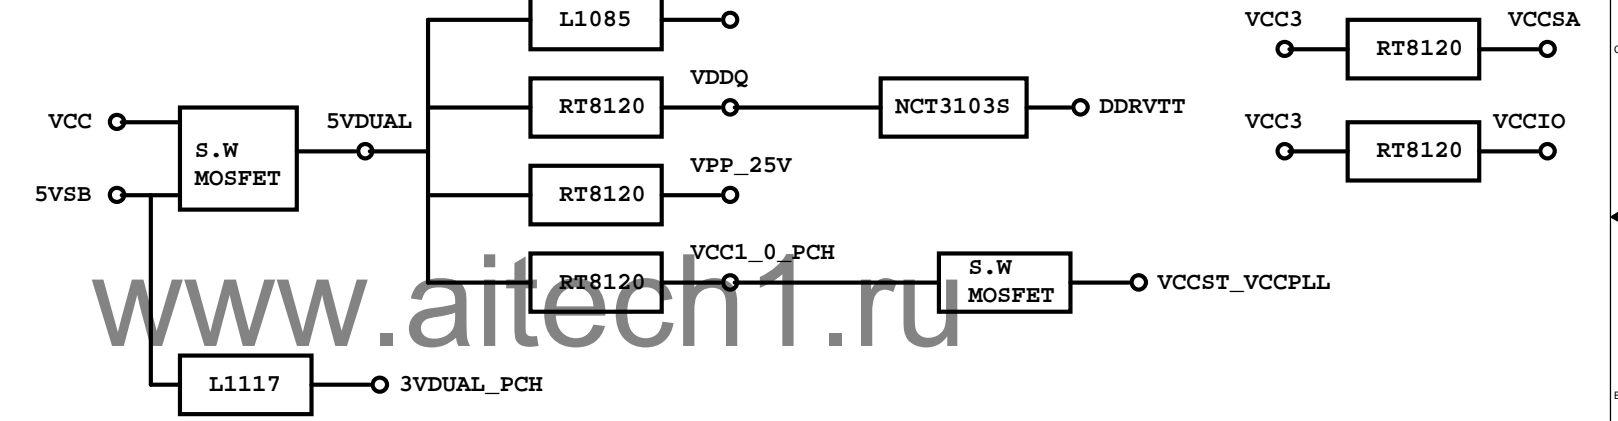 L1085
VCC3
RT8120
VCCSA
VCC
S.W
MOSFET
5VSB
5VDUAL
RT8120
VDDQ
NCT3103S
DDRVTT
VCC3
RT8120
VCCIO
RT8120
VPP_25V
RT8120
VCC1_0_PCH
S.W
MOSFET
VCCST_VCCPLL
www.aitech1.ru
L1117
3VDUAL_PCH